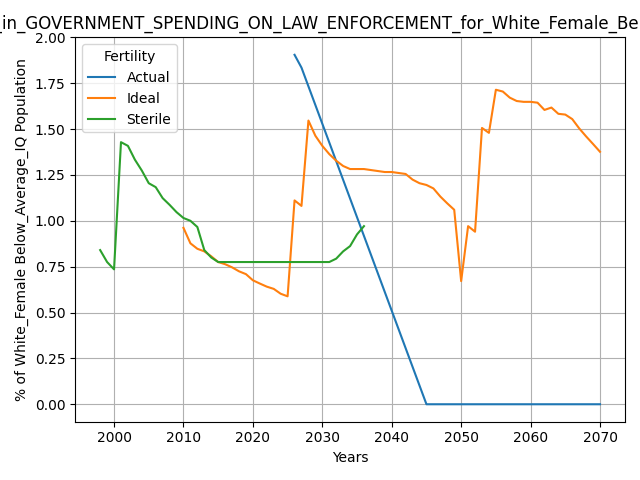 _in_GOVERNMENT_SPENDING_ON_LAW_ENFORCEMENT_for_White_Female_Be
% of White_Female Below_Average_IQ Population
2.00
1.75
1.50
1.25
1.00
0.75
0.50
0.25
0.00
Fertility
Actual
Ideal
Sterile
2000 2010 2020 2030 2040 2050 2060 2070
Years